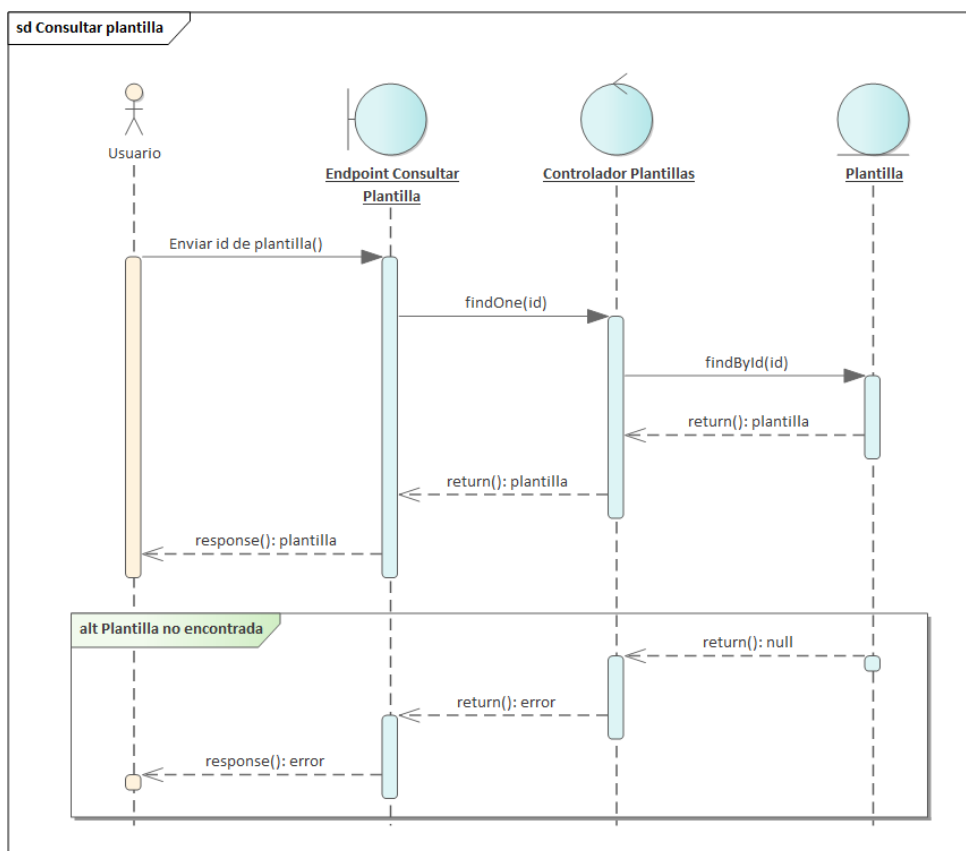 sd Consultar plantilla
Usuario
Endpoint Consultar
Plantilla
Controlador Plantillas
Plantilla
Enviar id de plantilla()
findOne(id)
findById(id)
return(): plantilla
return(): plantilla
response(): plantilla
alt Plantilla no encontrada
return(): null
return(): error
response(): error